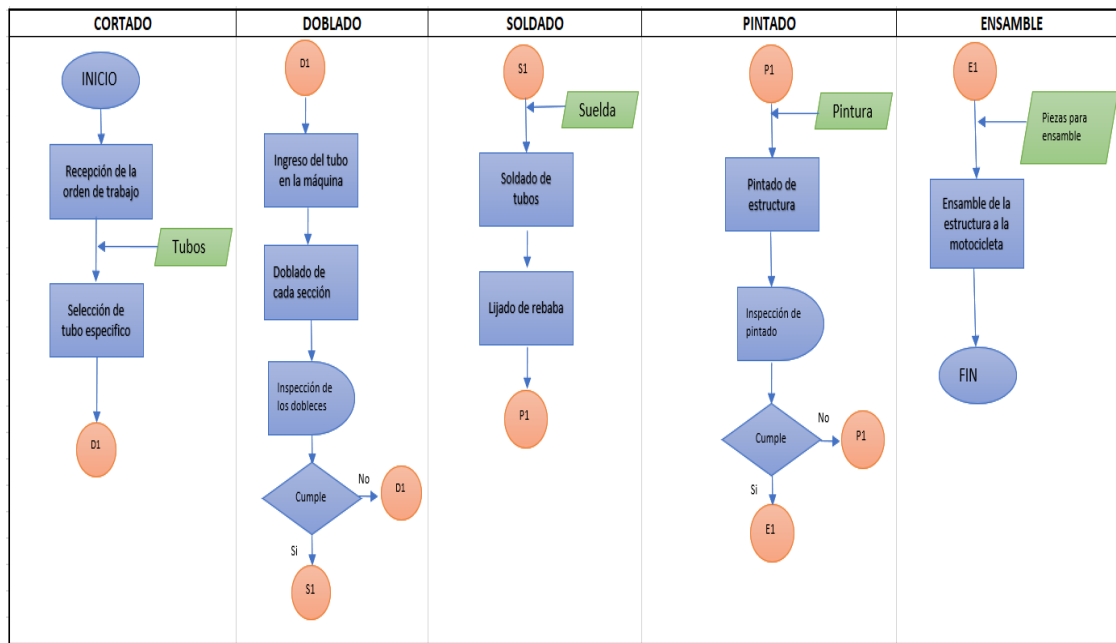 CORTADO
DOBLADO
SOLDADO
PINTADO
ENSAMBLE
INICIO
Recepción de la
orden de trabajo
Tubos
Selección de
tubo especifico
D1
D1
Ingreso del tubo
en la máquina
Doblado de
cada sección
Inspección de
los dobleces
Cumple
No
D1
Si
S1
S1
Suelda
Soldado de
tubos
Lijado de rebaba
P1
P1
Pintura
Pintado de
estructura
Inspección de
pintado
Cumple
No
P1
Si
E1
E1
Piezas para
ensamble
Ensamble de la
estructura a la
motocicleta
FIN